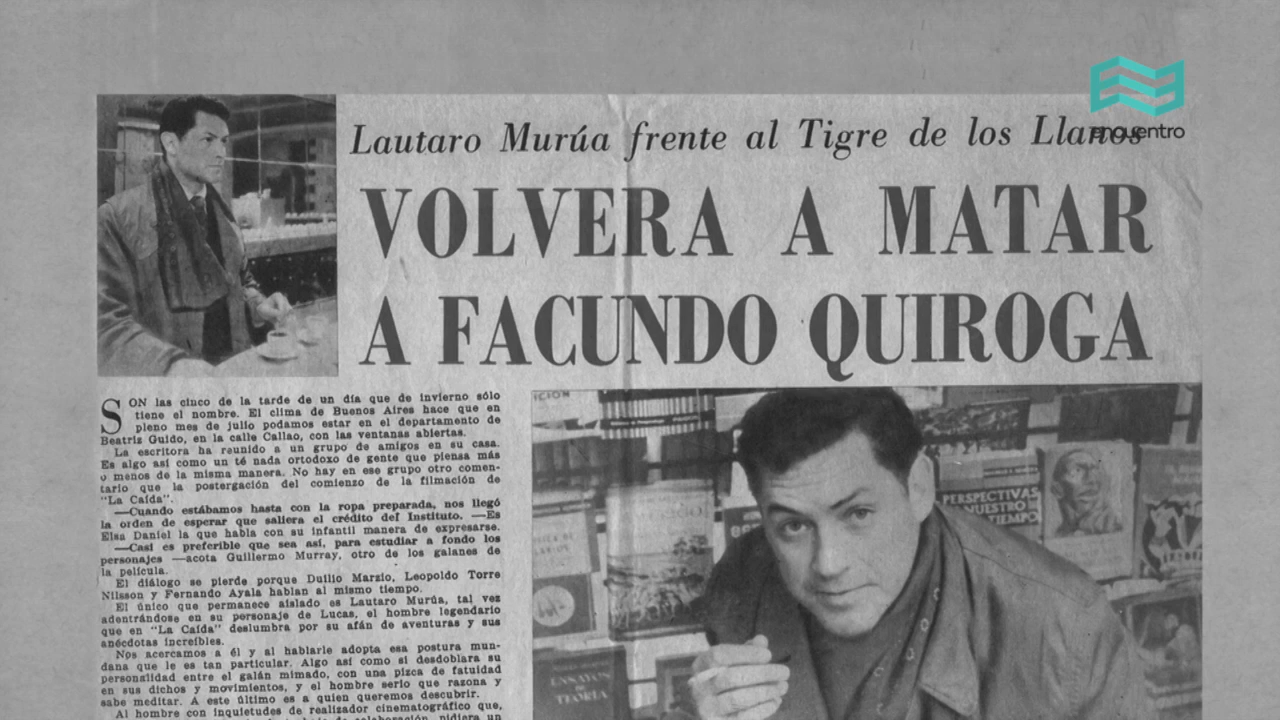 encuentro
Lautaro Murúa frente al Tigre de los Llanos
VOLVERA A MATAR
A FACUNDO QUIROGA
SON las cinco de la tarde de un día que de invierno sólo
tiene el nombre. El clima de Buenos Aires hace que en
pleno mes de julio podamos estar en el departamento de
Beatriz Guido, en la calle Callao, con las ventanas abiertas.
La escritora ha reunido a un grupo de amigos en su casa.
Es algo así como un té nada ortodoxo de gente que piensa más
o menos de la misma manera. No hay en ese grupo otro comen-
tario que la postergación del comienzo de la filmación de
"La Caída".
—Cuando estábamos hasta con la ropa preparada, nos llegó
la orden de esperar que saliera el crédito del Instituto. —Es
Elsa Daniel la que habla con su infantil manera de expresarse.
—Casi es preferible que sea así, para estudiar a fondo los
personajes —acota Guillermo Murray, otro de los galanes de
la película.
El diálogo se pierde porque Duilio Marzio, Leopoldo Torre
Nilsson y Fernando Ayala hablan al mismo tiempo.
El único que permanece aislado es Lautaro Murúa, tal vez
adentrándose en su personaje de Lucas, el hombre legendario
que en "La Caída" deslumbra por su afán de aventuras y sus
anécdotas increíbles.
Nos acercamos a él y al hablarle adopta esa postura mun-
dana que le es tan particular. Algo así como si desdoblara su
personalidad entre el galán mimado, con una pizca de fatuidad
en sus dichos y movimientos, y el hombre serio que razona y
sabe meditar. A este último es a quien queremos descubrir.
Al hombre con inquietudes de realizador cinematográfico que,
de colaboración, pidiera un
PERSPECTIVAS
NUESTRO
TIEMPO
ENSAYOS
TEORIA